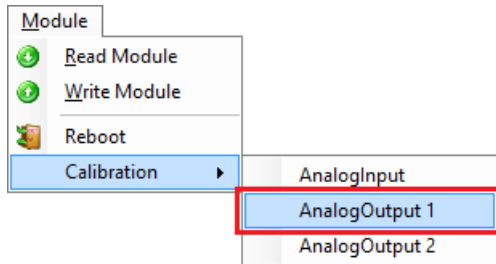 Module
Read Module
Write Module
Reboot
Calibration
AnalogInput
AnalogOutput 1
AnalogOutput 2